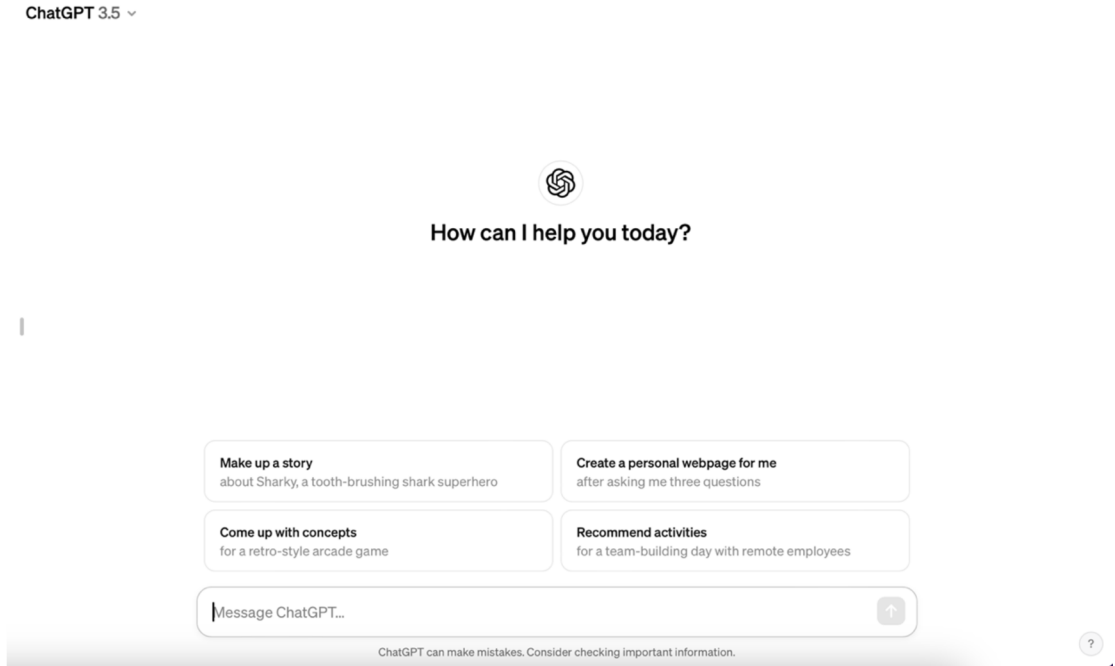 ChatGPT 3.5
How can I help you today?
Make up a story
about Sharky, a tooth-brushing shark superhero
Create a personal webpage for me
after asking me three questions
Come up with concepts
for a retro-style arcade game
Recommend activities
for a team-building day with remote employees
Message ChatGPT...
ChatGPT can make mistakes. Consider checking important information.
?